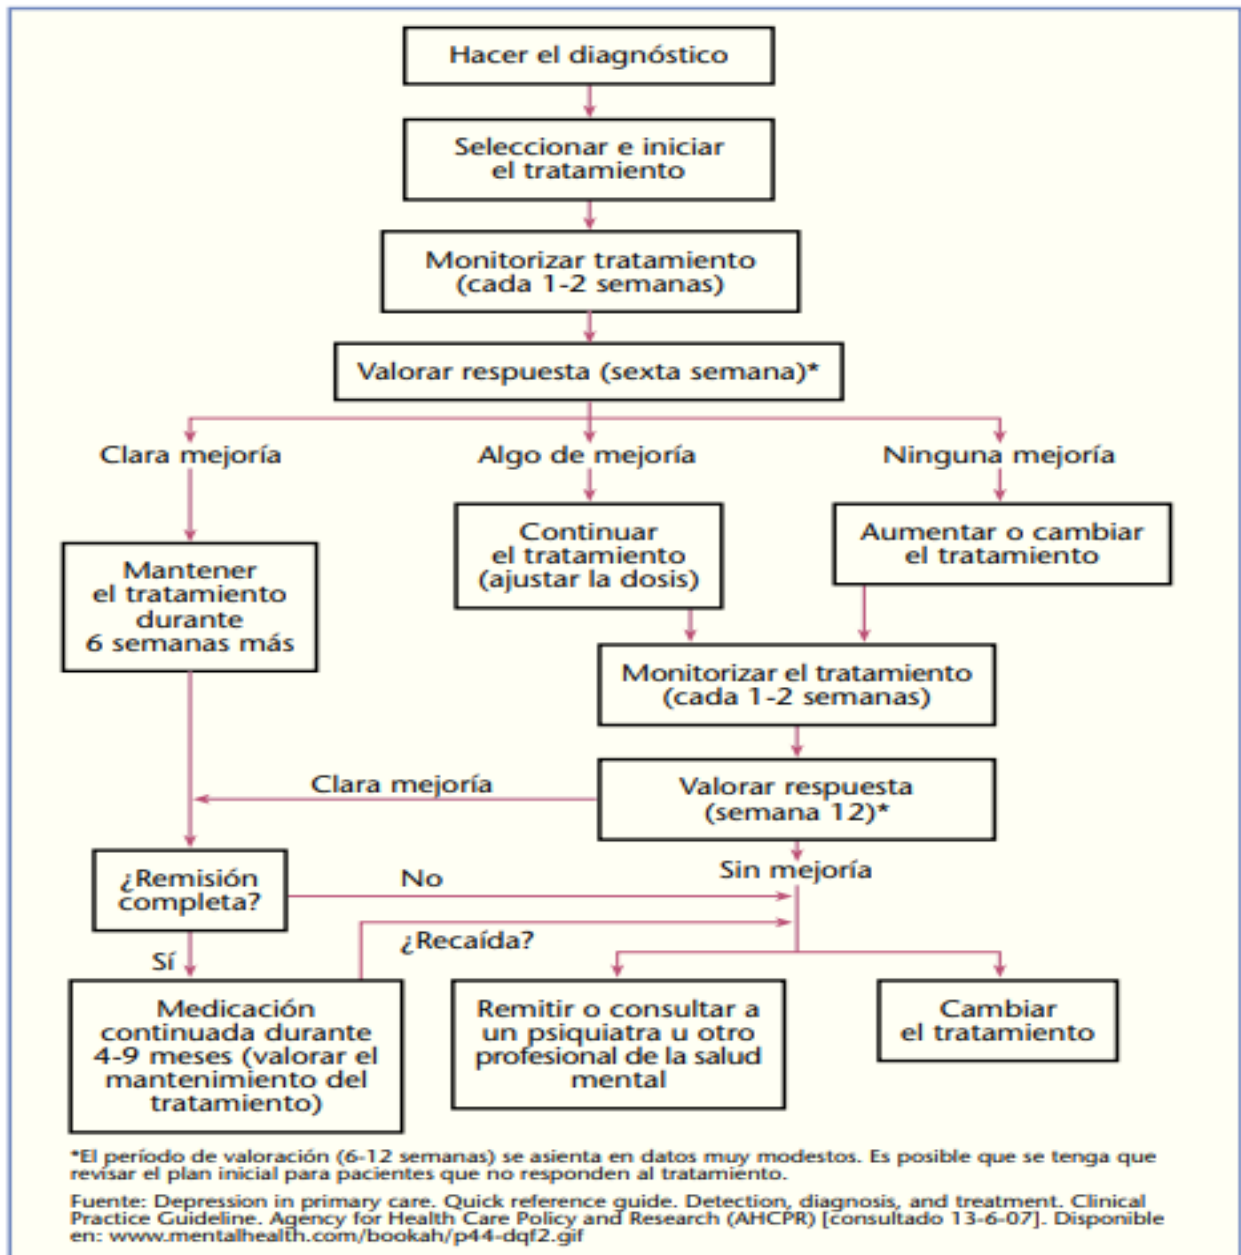 Hacer el diagnóstico
Seleccionar e iniciar
el tratamiento
Monitorizar tratamiento
(cada 1-2 semanas)
Valorar respuesta (sexta semana)*
Clara mejoría
Algo de mejoría
Ninguna mejoría
Mantener
el tratamiento
durante
6 semanas más
Continuar
el tratamiento
(ajustar la dosis)
Aumentar o cambiar
el tratamiento
Monitorizar el tratamiento
(cada 1-2 semanas)
Valorar respuesta
(semana 12)*
Clara mejoría
Sin mejoría
¿Remisión
completa?
No
Sí
¿Recaída?
Medicación
continuada durante
4-9 meses (valorar el
mantenimiento del
tratamiento)
Remitir o consultar a
un psiquiatra u otro
profesional de la salud
mental
Cambiar
el tratamiento
*El período de valoración (6-12 semanas) se asienta en datos muy modestos. Es posible que se tenga que
revisar el plan inicial para pacientes que no responden al tratamiento.
Fuente: Depression in primary care. Quick reference guide. Detection, diagnosis, and treatment. Clinical
Practice Guideline. Agency for Health Care Policy and Research (AHCPR) [consultado 13-6-07]. Disponible
en: www.mentalhealth.com/bookah/p44-dqf2.gif